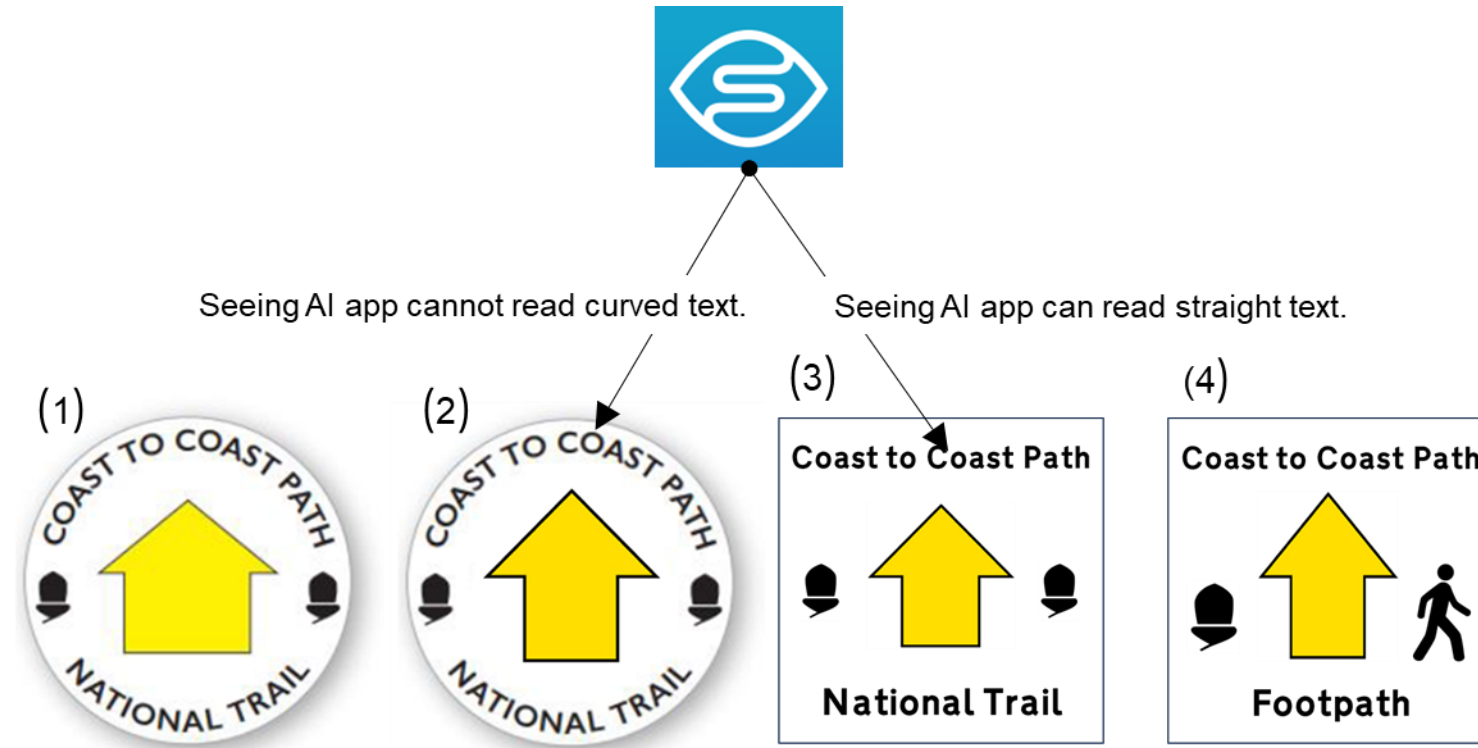 Seeing AI app cannot read curved text.
Seeing AI app can read straight text.
(1)
COAST TO COAST PATH
NATIONAL TRAIL
(2)
COAST TO COAST PATH
NATIONAL TRAIL
(3)
Coast to Coast Path
National Trail
(4)
Coast to Coast Path
Footpath